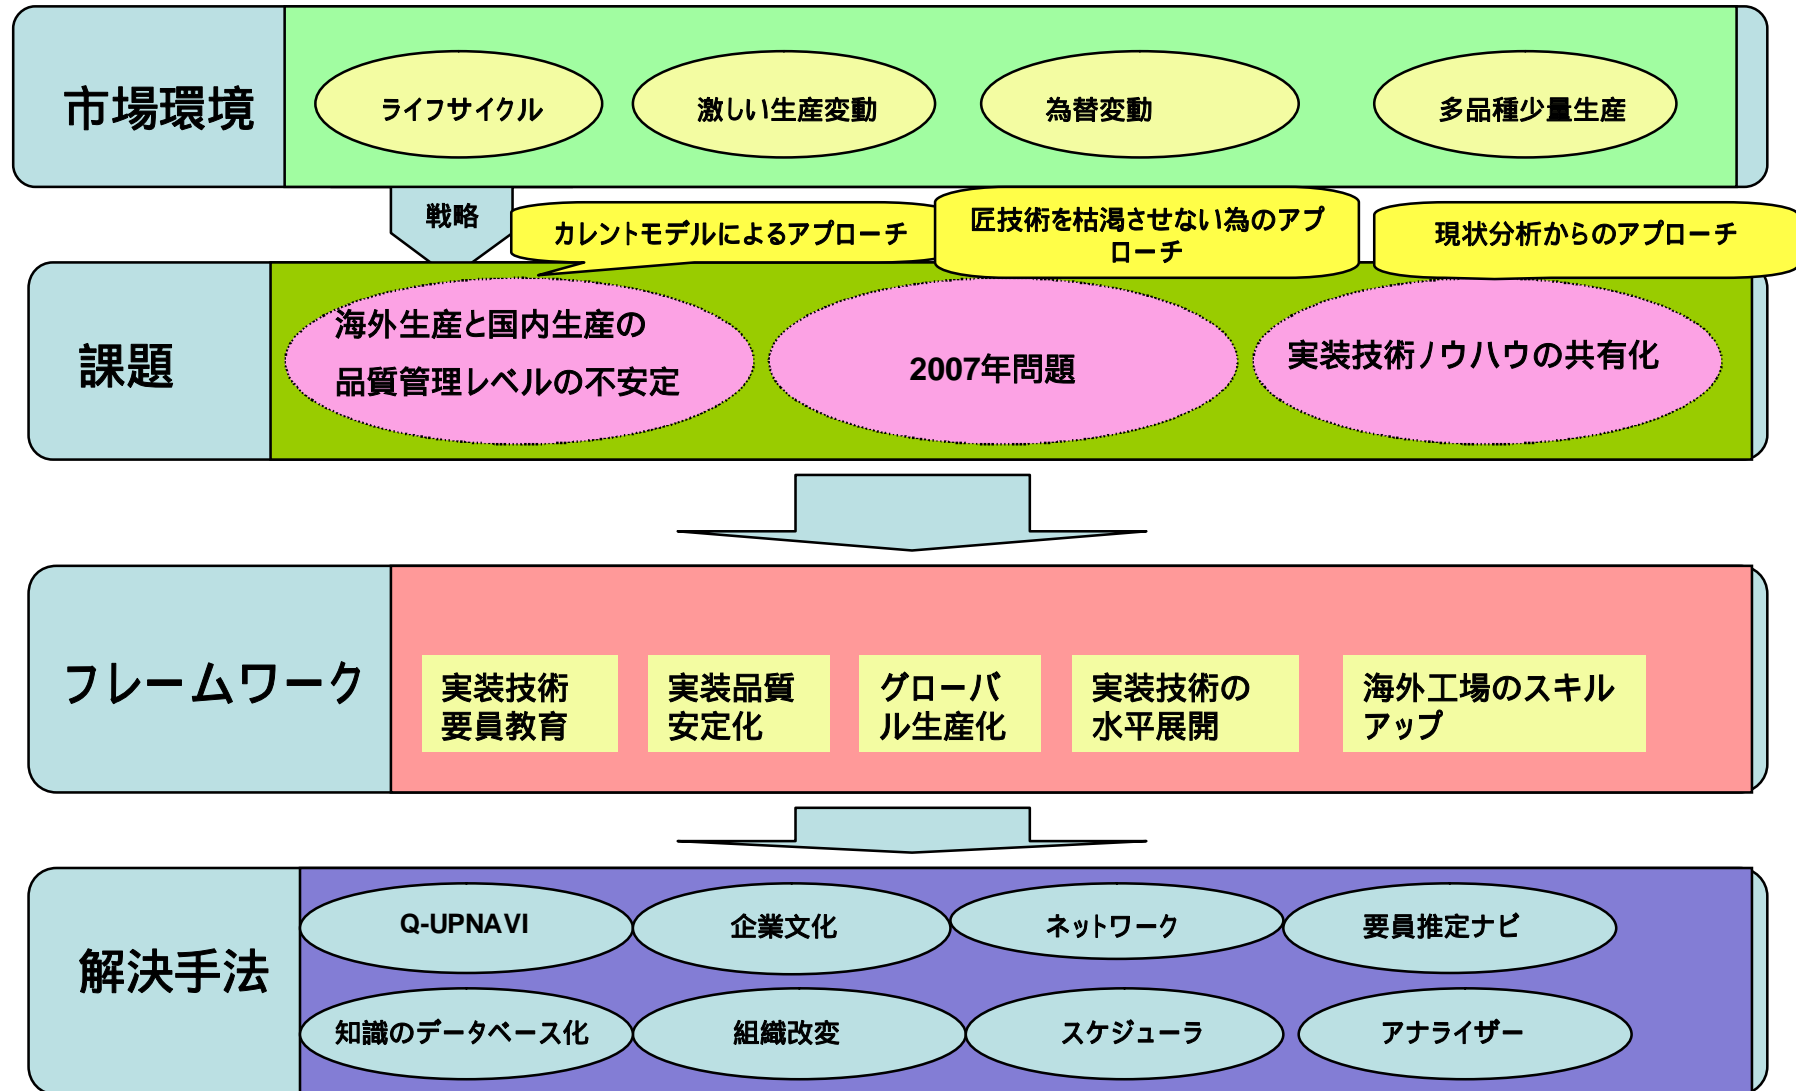 市場環境
ライフサイクル
激しい生産変動
為替変動
多品種少量生産
戦略
カレントモデルによるアプローチ
匠技術を枯渇させない為のアプ
ローチ
現状分析からのアプローチ
課題
海外生産と国内生産の
品質管理レベルの不安定
2007年問題
実装技術ノウハウの共有化
フレームワーク
実装技術
要員教育
実装品質
安定化
グローバ
ル生産化
実装技術の
水平展開
海外工場のスキル
アップ
解決手法
Q-UPNAVI
企業文化
ネットワーク
要員推定ナビ
知識のデータベース化
組織改変
スケジューラ
アナライザー